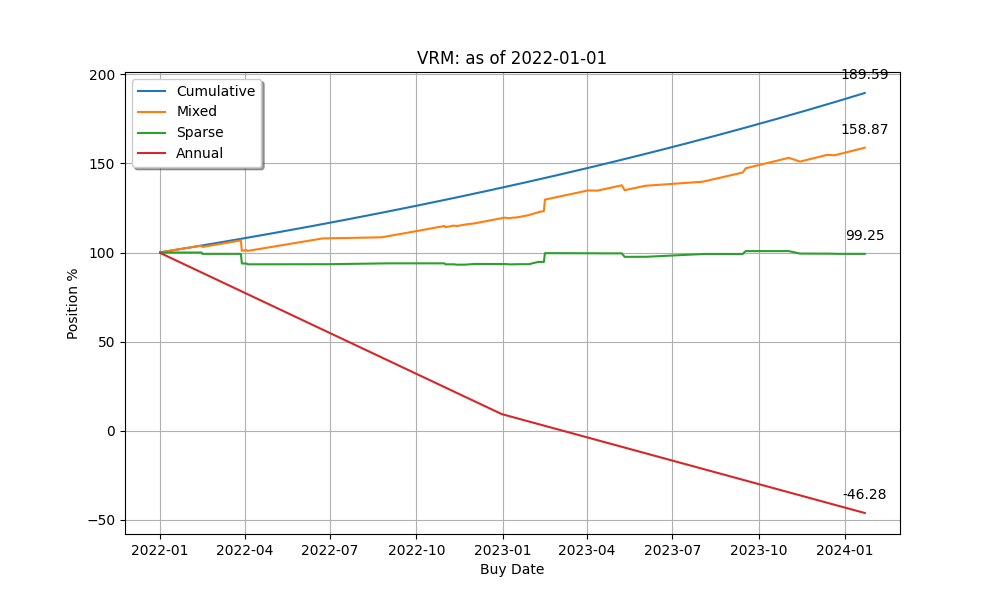 VRM: as of 2022-01-01
200
150
100
50
0
−50
Position %
Cumulative
Mixed
Sparse
Annual
189.59
158.87
99.25
-46.28
2022-01 2022-04 2022-07 2022-10 2023-01 2023-04 2023-07 2023-10 2024-01
Buy Date